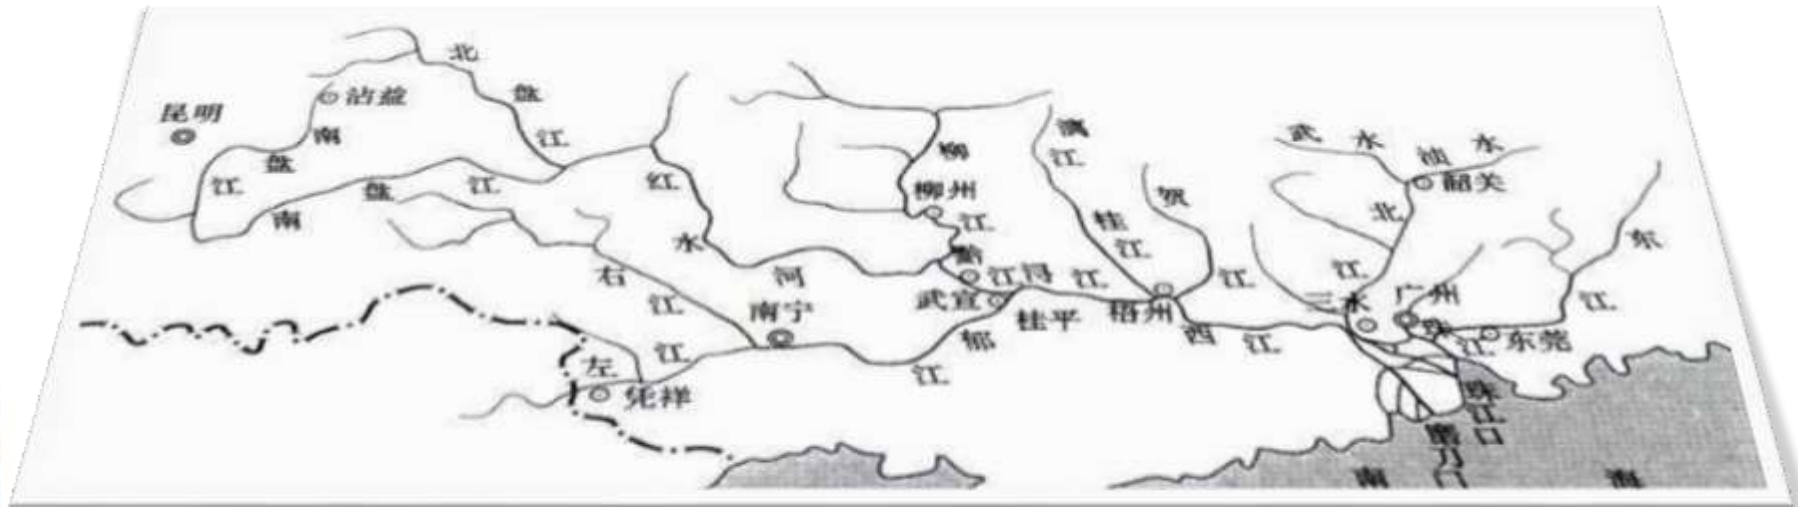 北盘江
昆明
沾益
南盘江
南盘江
红水河
柳江
柳州
漓江
桂江
贺江
武水
浈水
韶关
北江
东江
右江
南宁
左江
凭祥
郁江
黔江
武宣
浔江
桂平
梧州
西江
三水
广州
珠江
东莞
珠江口
磨刀门
南海